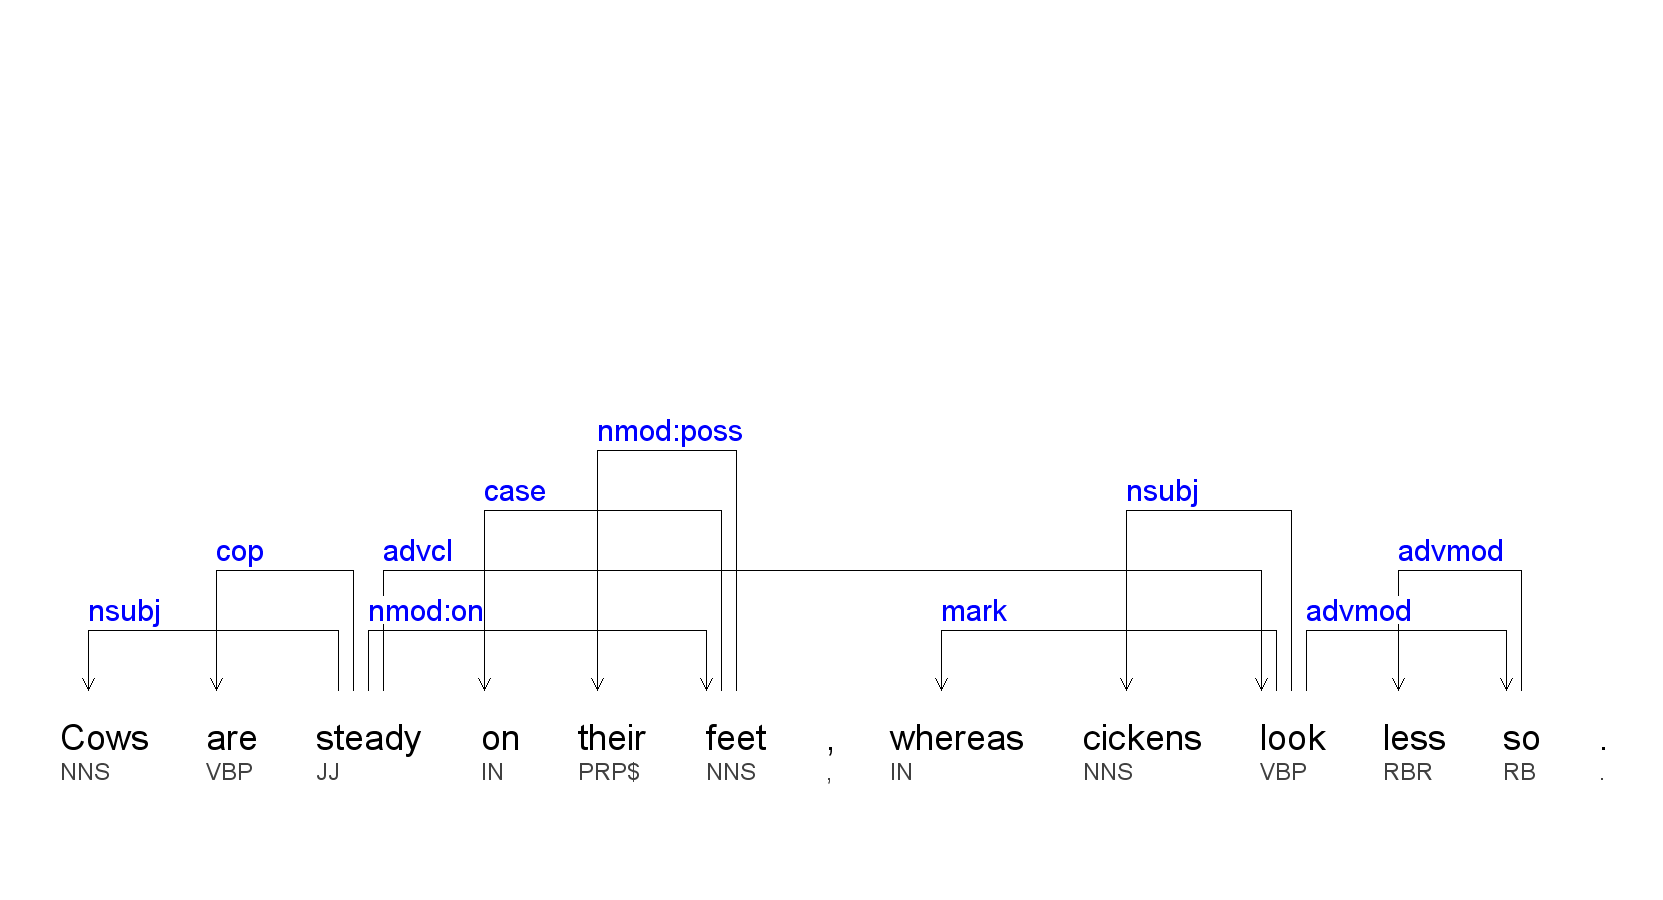 nmod:poss
case nsubj
cop advcl advmod
nsubj nmod:on mark advmod
Cows are steady on their feet , whereas cickens look less so .
NNS VBP JJ IN PRP$ NNS , IN NNS VBP RBR RB .